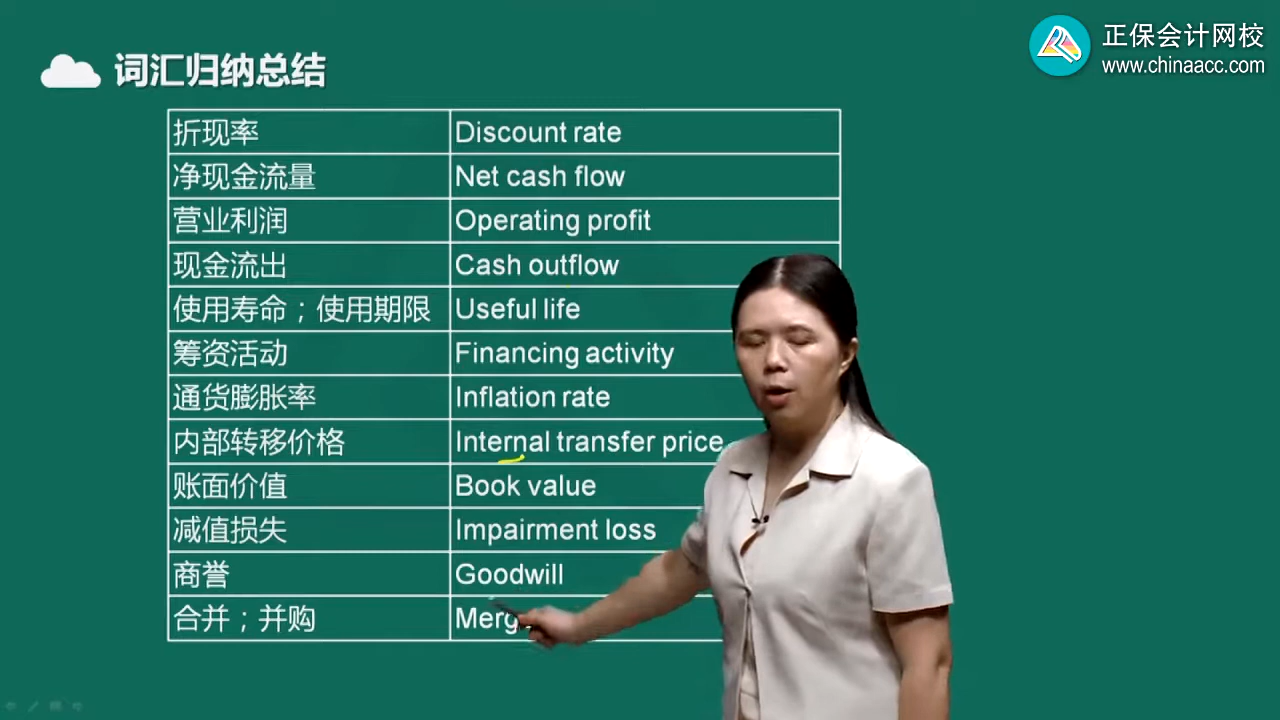 正保会计网校
www.chinaacc.com
词汇归纳总结
折现率 Discount rate
净现金流量 Net cash flow
营业利润 Operating profit
现金流出 Cash outflow
使用寿命；使用期限 Useful life
筹资活动 Financing activity
通货膨胀率 Inflation rate
内部转移价格 Internal transfer price
账面价值 Book value
减值损失 Impairment loss
商誉 Goodwill
合并；并购